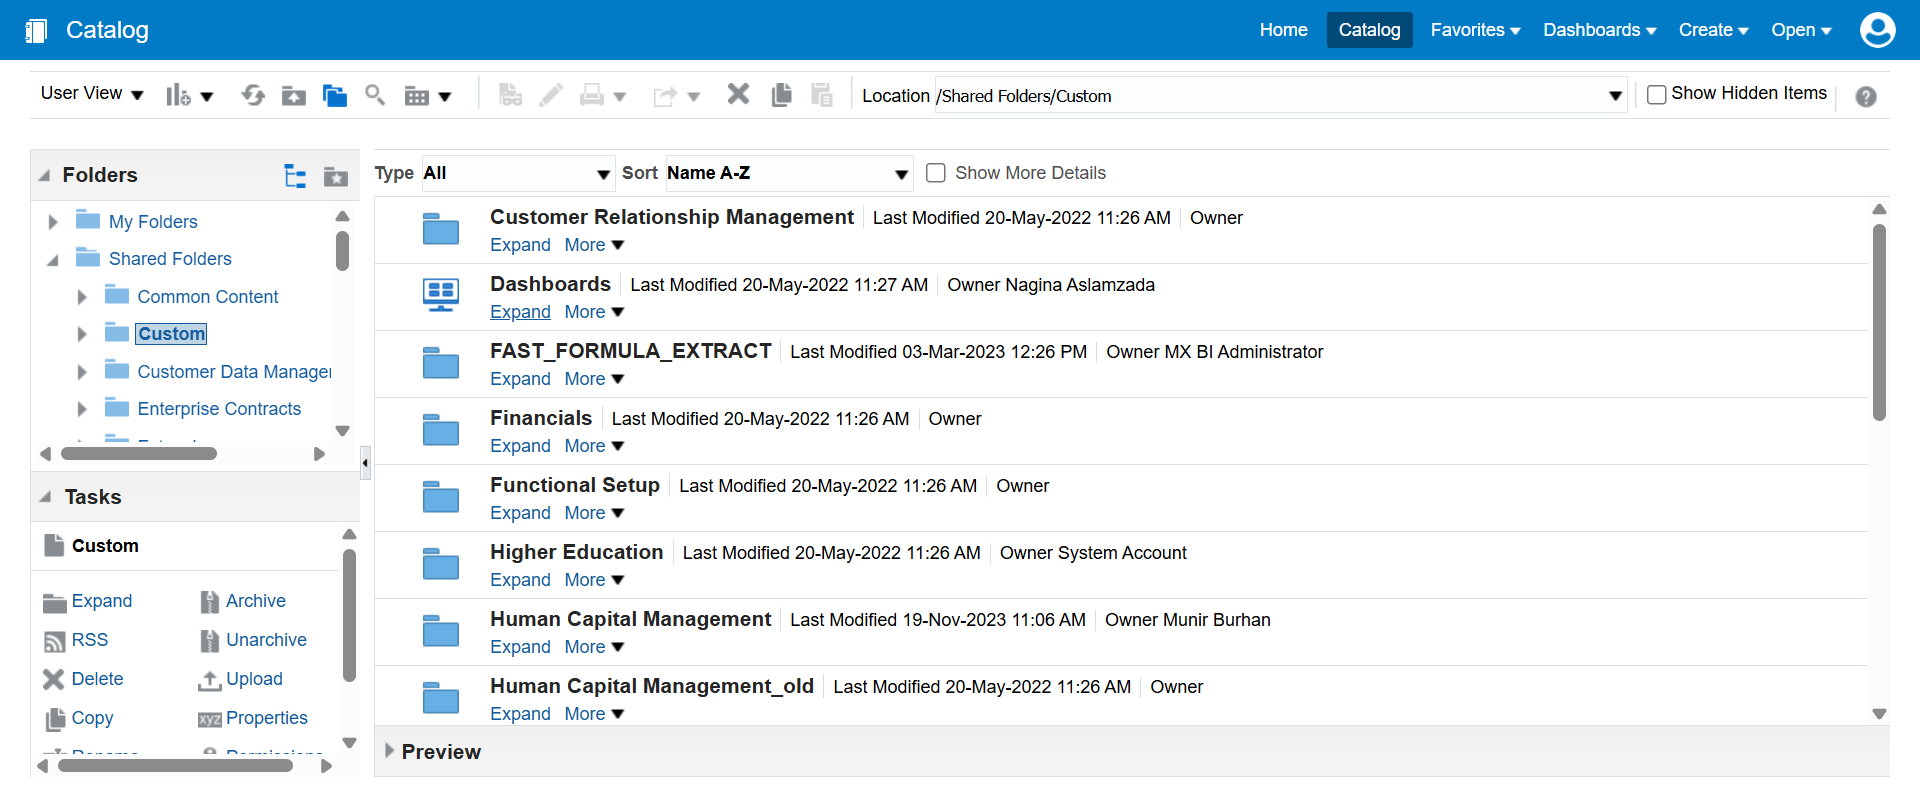 Catalog
Home Catalog Favorites Dashboards Create Open
User View
Location /Shared Folders/Custom
Show Hidden Items
Folders
My Folders
Shared Folders
Common Content
Custom
Customer Data Manager
Enterprise Contracts
Tasks
Custom
Expand Archive
RSS Unarchive
Delete Upload
Copy xyz Properties
Rename Permissions
Type All Sort Name A-Z Show More Details
Customer Relationship Management Last Modified 20-May-2022 11:26 AM Owner
Expand More
Dashboards Last Modified 20-May-2022 11:27 AM Owner Nagina Aslamzada
Expand More
FAST_FORMULA_EXTRACT Last Modified 03-Mar-2023 12:26 PM Owner MX BI Administrator
Expand More
Financials Last Modified 20-May-2022 11:26 AM Owner
Expand More
Functional Setup Last Modified 20-May-2022 11:26 AM Owner
Expand More
Higher Education Last Modified 20-May-2022 11:26 AM Owner System Account
Expand More
Human Capital Management Last Modified 19-Nov-2023 11:06 AM Owner Munir Burhan
Expand More
Human Capital Management_old Last Modified 20-May-2022 11:26 AM Owner
Expand More
Preview